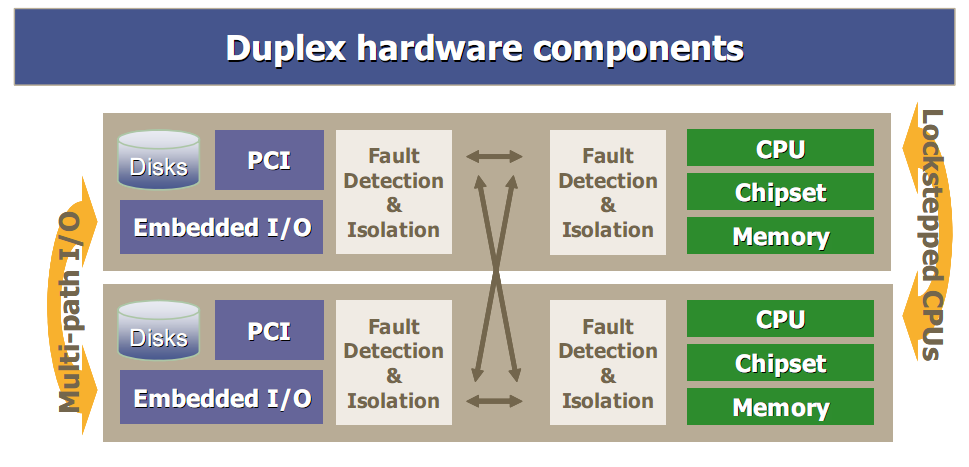 Duplex hardware components
Multi-path I/O
Disks
PCI
Embedded I/O
Fault
Detection
&
Isolation
Fault
Detection
&
Isolation
CPU
Chipset
Memory
Lockstepped CPUs
Disks
PCI
Embedded I/O
Fault
Detection
&
Isolation
Fault
Detection
&
Isolation
CPU
Chipset
Memory